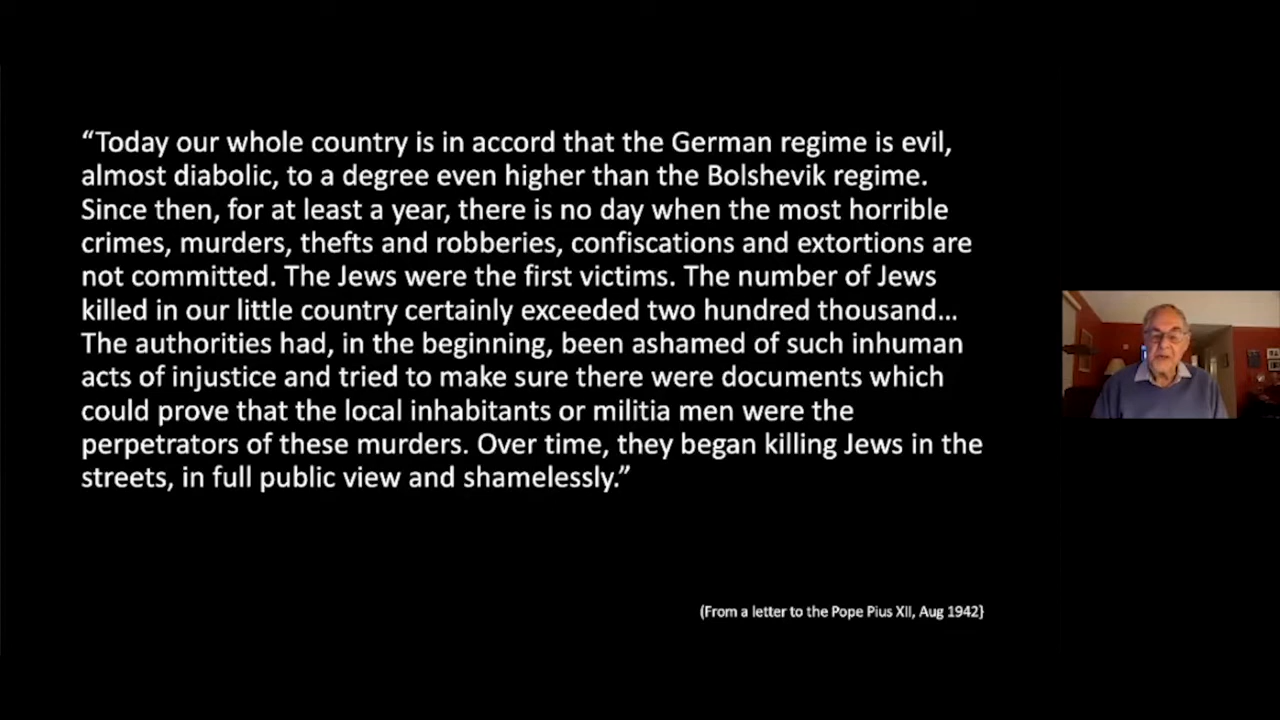 “Today our whole country is in accord that the German regime is evil,
almost diabolic, to a degree even higher than the Bolshevik regime.
Since then, for at least a year, there is no day when the most horrible
crimes, murders, thefts and robberies, confiscations and extortions are
not committed. The Jews were the first victims. The number of Jews
killed in our little country certainly exceeded two hundred thousand…
The authorities had, in the beginning, been ashamed of such inhuman
acts of injustice and tried to make sure there were documents which
could prove that the local inhabitants or militia men were the
perpetrators of these murders. Over time, they began killing Jews in the
streets, in full public view and shamelessly.”
(From a letter to the Pope Pius XII, Aug 1942}